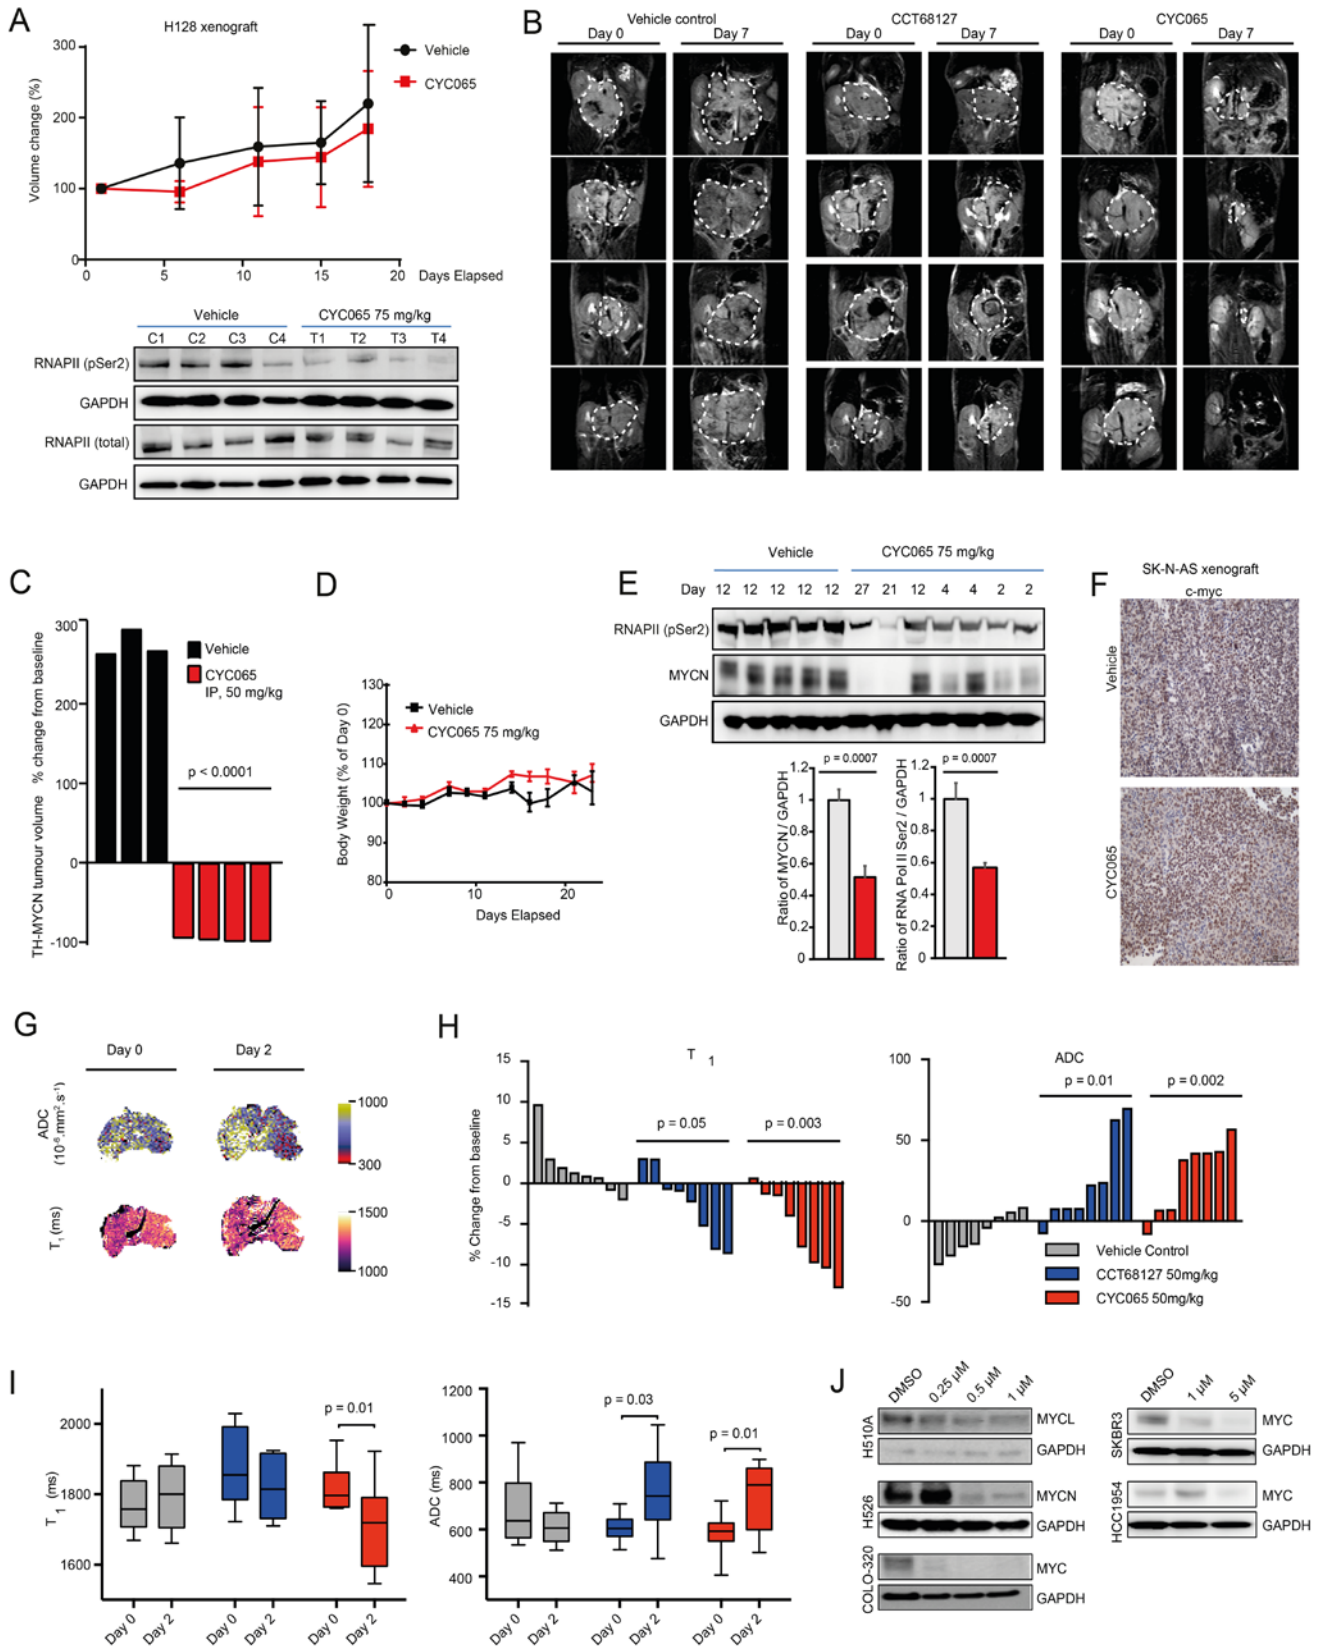 A
H128 xenograft
Volume change (%)
300
200
100
0
0 5 10 15 20 Days Elapsed
Vehicle
CYC065
Vehicle CYC065 75 mg/kg
C1 C2 C3 C4 T1 T2 T3 T4
RNAPII (pSer2)
GAPDH
RNAPII (total)
GAPDH
B
Vehicle control CCT68127 CYC065
Day 0 Day 7 Day 0 Day 7 Day 0 Day 7
C
TH-MYCN tumour volume % change from baseline
300
200
100
0
-100
Vehicle
CYC065
IP, 50 mg/kg
p < 0.0001
D
Body Weight (% of Day 0)
130
120
110
100
90
80
Vehicle
CYC065 75 mg/kg
0 10 20
Days Elapsed
E
Vehicle CYC065 75 mg/kg
Day 12 12 12 12 12 27 21 12 4 4 2 2
RNAPII (pSer2)
MYCN
GAPDH
p = 0.0007
Ratio of MYCN / GAPDH
1.2
1
0.8
0.6
0.4
0.2
0
p = 0.0007
Ratio of RNA Pol II Ser2 / GAPDH
1.2
1
0.8
0.6
0.4
0.2
0
F
SK-N-AS xenograft
c-myc
Vehicle
CYC065
G
Day 0 Day 2
ADC
(10-6.mm2.s-1)
1000
300
T1 (ms)
1500
1000
H
T 1
% Change from baseline
15
10
5
0
-5
-10
-15
p = 0.05
p = 0.003
ADC
100
50
0
-50
p = 0.01 p = 0.002
Vehicle Control
CCT68127 50mg/kg
CYC065 50mg/kg
I
T 1 (ms)
2000
1800
1600
p = 0.01
Day 0 Day 2 Day 0 Day 2 Day 0 Day 2
ADC (ms)
1200
1000
800
600
400
p = 0.03
p = 0.01
Day 0 Day 2 Day 0 Day 2 Day 0 Day 2
J
DMSO 0.25 µM 0.5 µM 1 µM
H510A
MYCL
GAPDH
H526
MYCN
GAPDH
COLO-320
MYC
GAPDH
DMSO 1 µM 5 µM
SKBR3
MYC
GAPDH
HCC1954
MYC
GAPDH